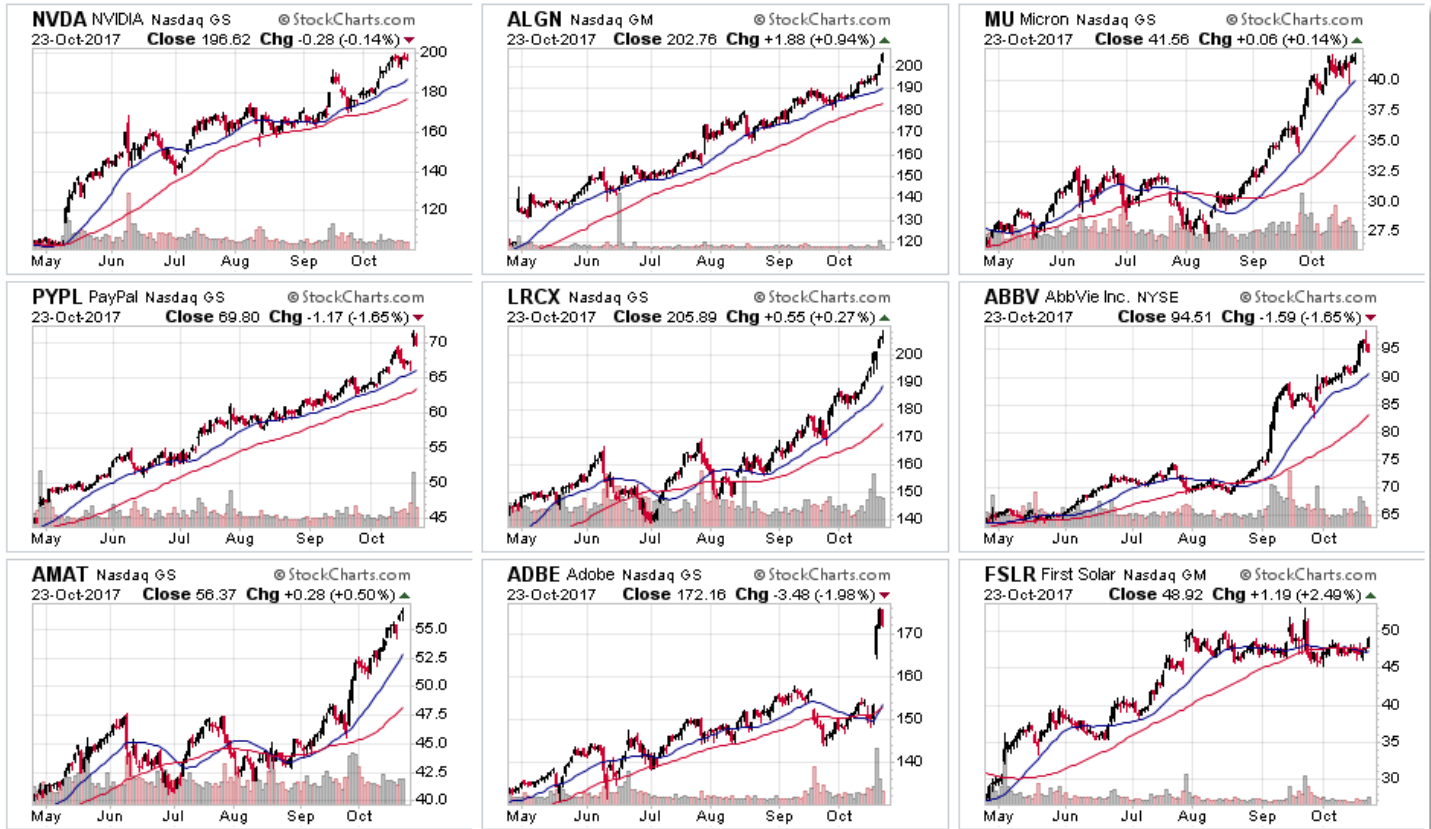 NVDA NVIDIA Nasdaq GS © StockCharts.com
23-Oct-2017 Close 196.62 Chg -0.28 (-0.14%)
200
180
160
140
120
May Jun Jul Aug Sep Oct
ALGN Nasdaq GM © StockCharts.com
23-Oct-2017 Close 202.76 Chg +1.88 (+0.94%)
200
190
180
170
160
150
140
130
120
May Jun Jul Aug Sep Oct
MU Micron Nasdaq GS © StockCharts.com
23-Oct-2017 Close 41.56 Chg +0.06 (+0.14%)
40.0
37.5
35.0
32.5
30.0
27.5
May Jun Jul Aug Sep Oct
PYPL PayPal Nasdaq GS © StockCharts.com
23-Oct-2017 Close 69.80 Chg -1.17 (-1.65%)
70
65
60
55
50
45
May Jun Jul Aug Sep Oct
LRCX Nasdaq GS © StockCharts.com
23-Oct-2017 Close 205.89 Chg +0.55 (+0.27%)
200
190
180
170
160
150
140
May Jun Jul Aug Sep Oct
ABBV AbbVie Inc. NYSE © StockCharts.com
23-Oct-2017 Close 94.51 Chg -1.59 (-1.65%)
95
90
85
80
75
70
65
May Jun Jul Aug Sep Oct
AMAT Nasdaq GS © StockCharts.com
23-Oct-2017 Close 56.37 Chg +0.28 (+0.50%)
55.0
52.5
50.0
47.5
45.0
42.5
40.0
May Jun Jul Aug Sep Oct
ADBE Adobe Nasdaq GS © StockCharts.com
23-Oct-2017 Close 172.16 Chg -3.48 (-1.98%)
170
160
150
140
May Jun Jul Aug Sep Oct
FSLR First Solar Nasdaq GM © StockCharts.com
23-Oct-2017 Close 48.92 Chg +1.19 (+2.49%)
50
45
40
35
30
May Jun Jul Aug Sep Oct